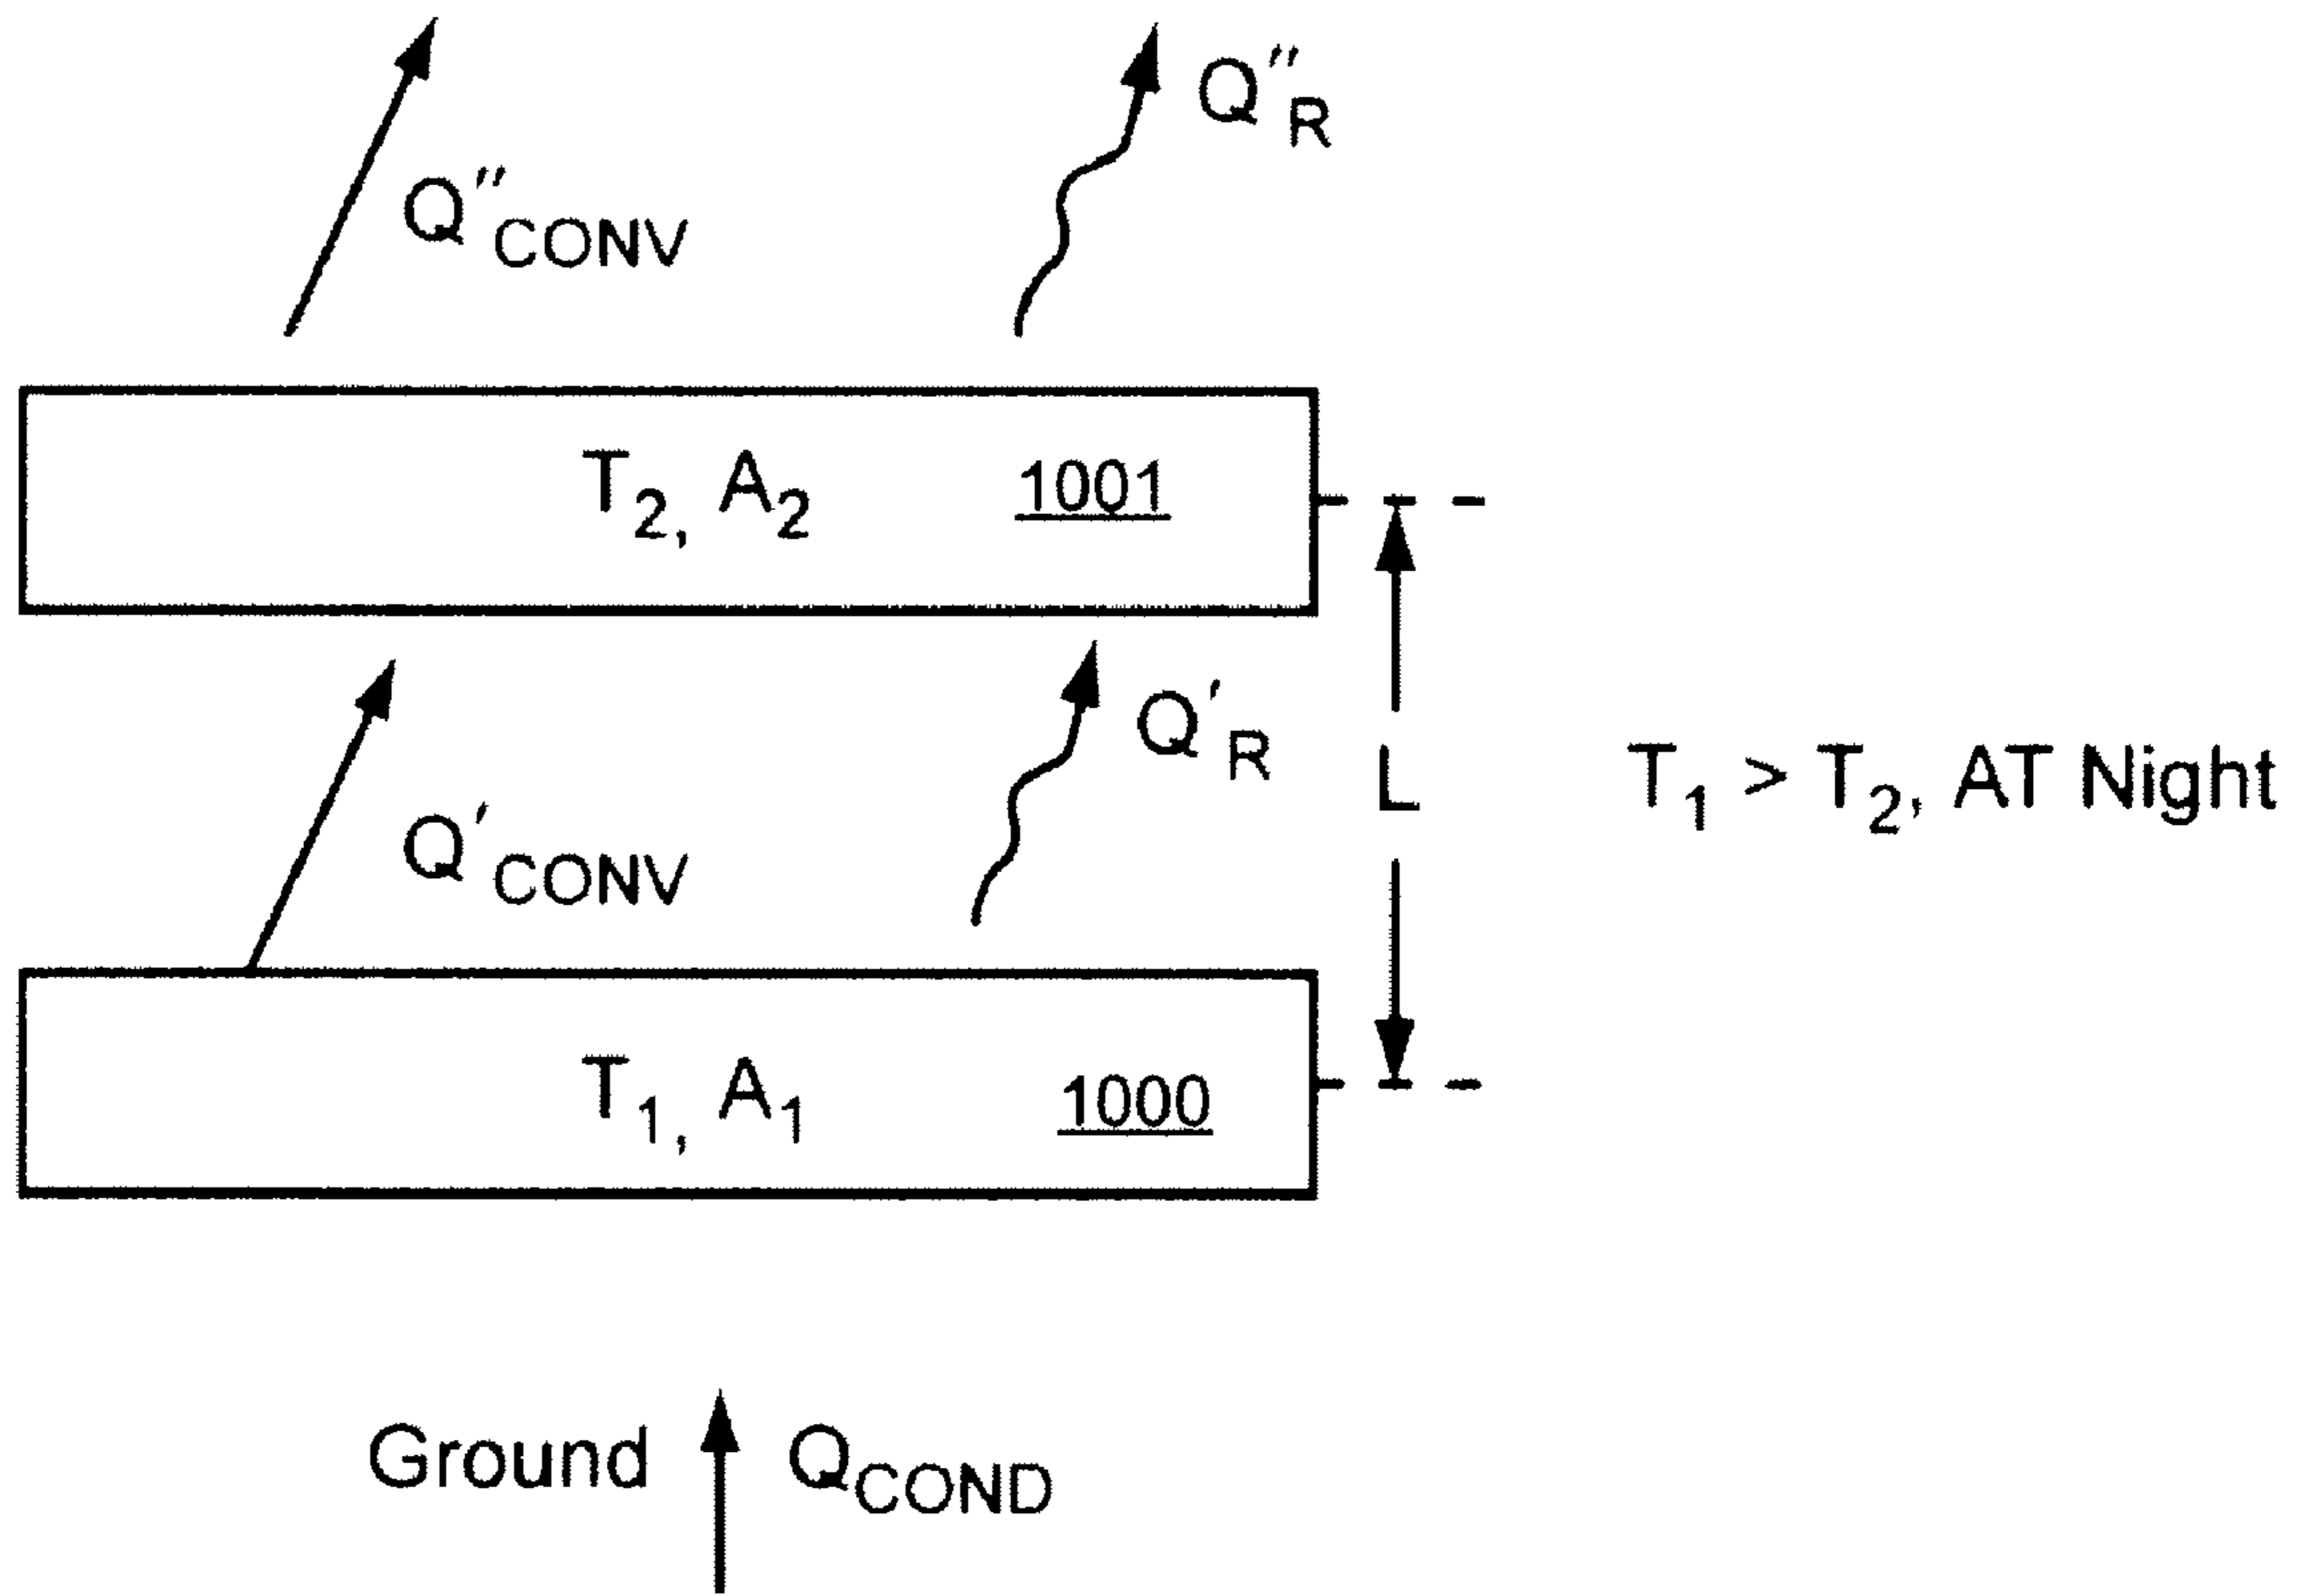 Q″R
Q″CONV
T2, A2 1001
Q′R
Q′CONV
L
T1 > T2, AT Night
T1, A1 1000
Ground QCOND